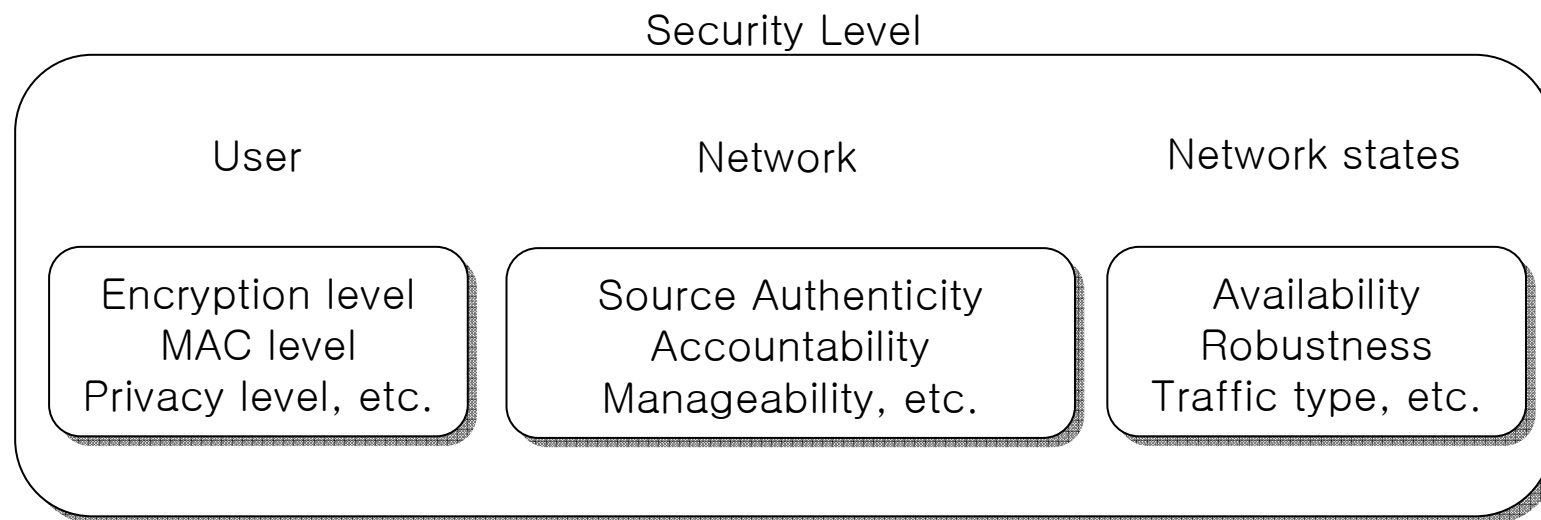 Security Level
User
Network
Network states
Encryption level
MAC level
Privacy level, etc.
Source Authenticity
Accountability
Manageability, etc.
Availability
Robustness
Traffic type, etc.